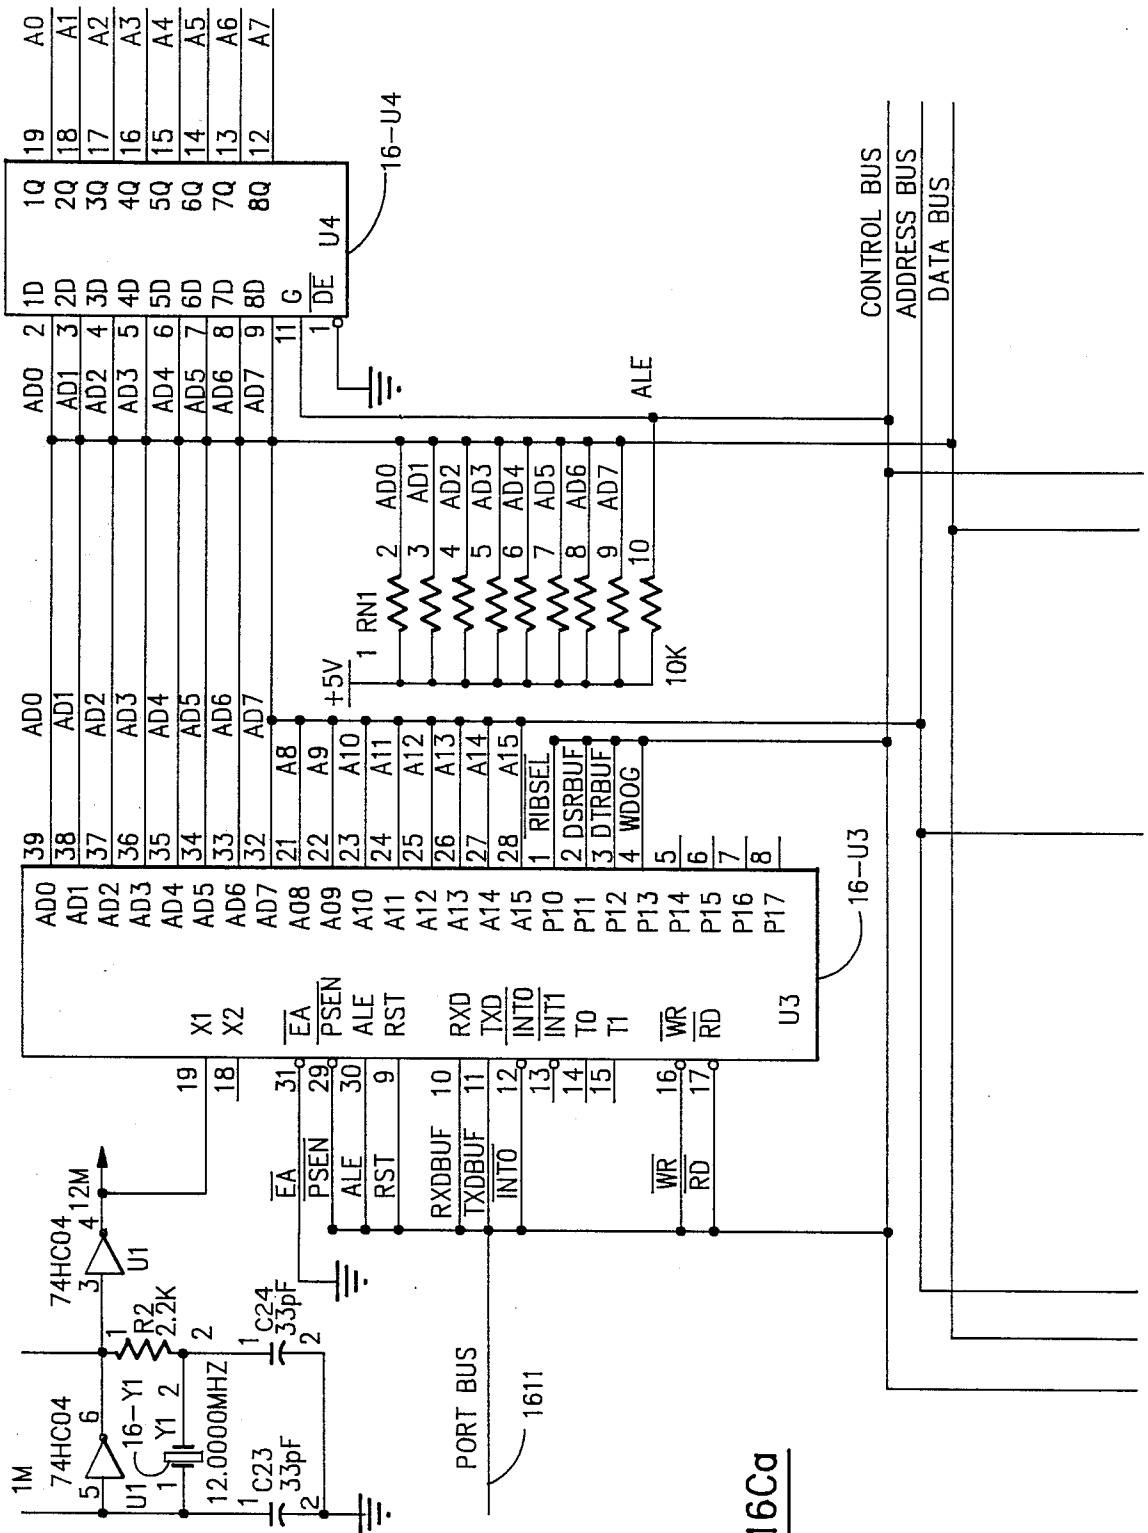 1M
74HC04
5
6
U1
16-Y1
Y1
1
2
12.0000MHZ
1
C23
33pF
2
R2
2.2K
1
2
1
C24
33pF
2
74HC04
3
4
U1
12M
19
X1
18
X2
EA
31
EA
PSEN
29
PSEN
ALE
30
ALE
RST
9
RST
RXDBUF
10
RXD
TXDBUF
11
TXD
INT0
12
INT0
13
INT1
14
T0
15
T1
WR
16
WR
RD
17
RD
U3
16-U3
PORT BUS
1611
AD0 39 AD0
AD1 38 AD1
AD2 37 AD2
AD3 36 AD3
AD4 35 AD4
AD5 34 AD5
AD6 33 AD6
AD7 32 AD7
A08 21 A8
A09 22 A9
A10 23 A10
A11 24 A11
A12 25 A12
A13 26 A13
A14 27 A14
A15 28 A15
P10 1 RIBSEL
P11 2 DSRBUF
P12 3 DTRBUF
P13 4 WDOG
P14 5
P15 6
P16 7
P17 8
+5V
1 RN1
2 AD0
3 AD1
4 AD2
5 AD3
6 AD4
7 AD5
8 AD6
9 AD7
10
10K
ALE
AD0 2 1D 1Q 19 A0
AD1 3 2D 2Q 18 A1
AD2 4 3D 3Q 17 A2
AD3 5 4D 4Q 16 A3
AD4 6 5D 5Q 15 A4
AD5 7 6D 6Q 14 A5
AD6 8 7D 7Q 13 A6
AD7 9 8D 8Q 12 A7
11 G
1 DE
U4
16-U4
CONTROL BUS
ADDRESS BUS
DATA BUS
16Ca